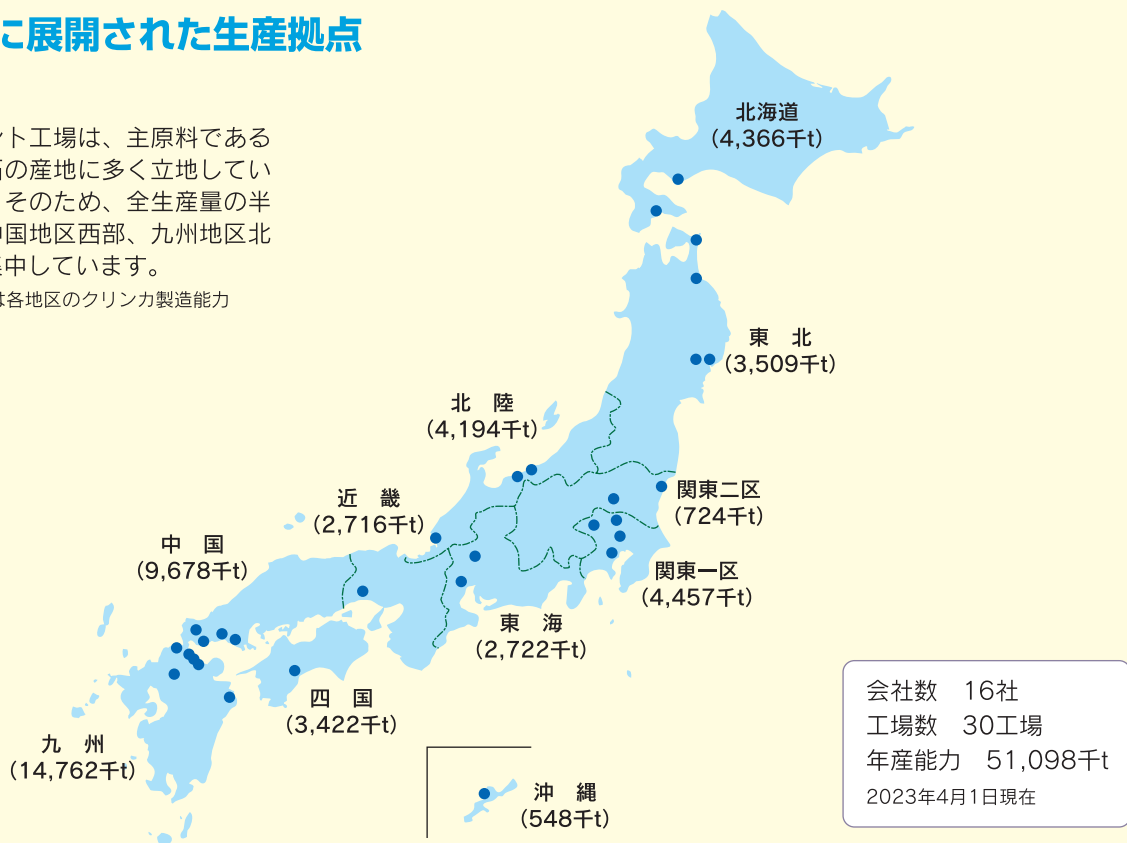 に展開された生産拠点
ント工場は、主原料である
石の産地に多く立地してい
そのため、全生産量の半
中国地区西部、九州地区北
集中しています。
は各地区のクリンカ製造能力
北海道
(4,366千t)
東 北
(3,509千t)
北 陸
(4,194千t)
関東二区
(724千t)
近 畿
(2,716千t)
中 国
(9,678千t)
関東一区
(4,457千t)
東 海
(2,722千t)
四 国
(3,422千t)
九 州
(14,762千t)
沖 縄
(548千t)
会社数 16社
工場数 30工場
年産能力 51,098千t
2023年4月1日現在